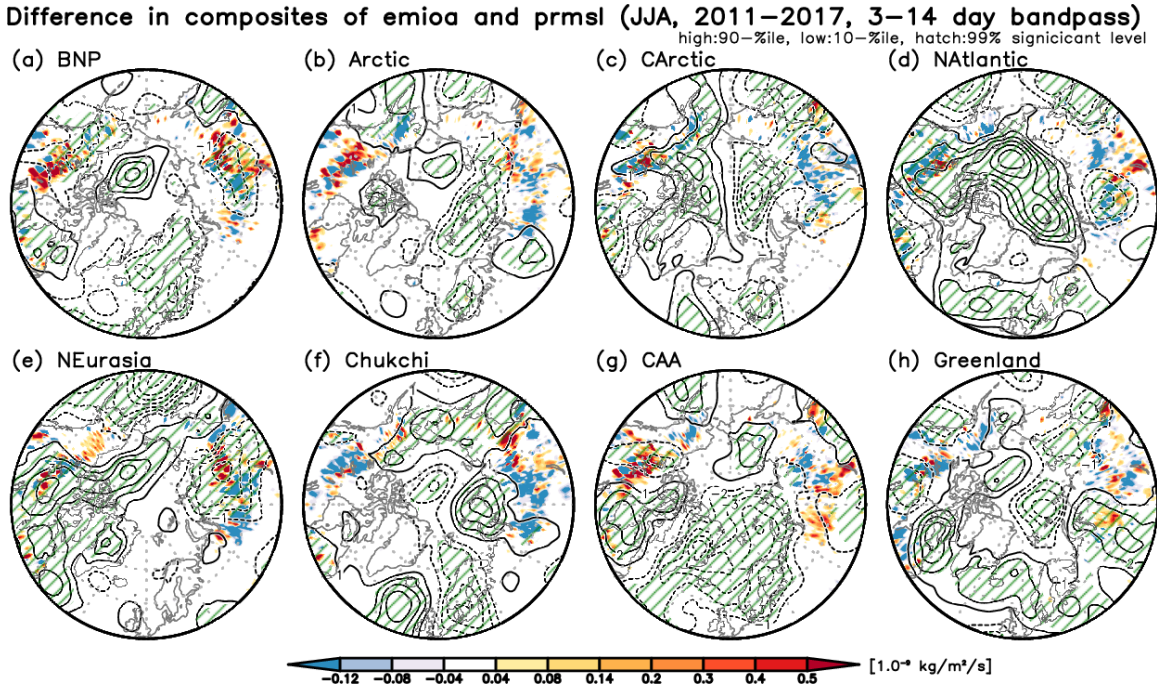 Difference in composites of emioa and prmsl (JJA, 2011−2017, 3−14 day bandpass)
high:90−%ile, low:10−%ile, hatch:99% signicicant level
(a) BNP
(b) Arctic
(c) CArctic
(d) NAtlantic
(e) NEurasia
(f) Chukchi
(g) CAA
(h) Greenland
−0.12 −0.08 −0.04 0.04 0.08 0.14 0.2 0.3 0.4 0.5
[1.0⁻⁹ kg/m²/s]